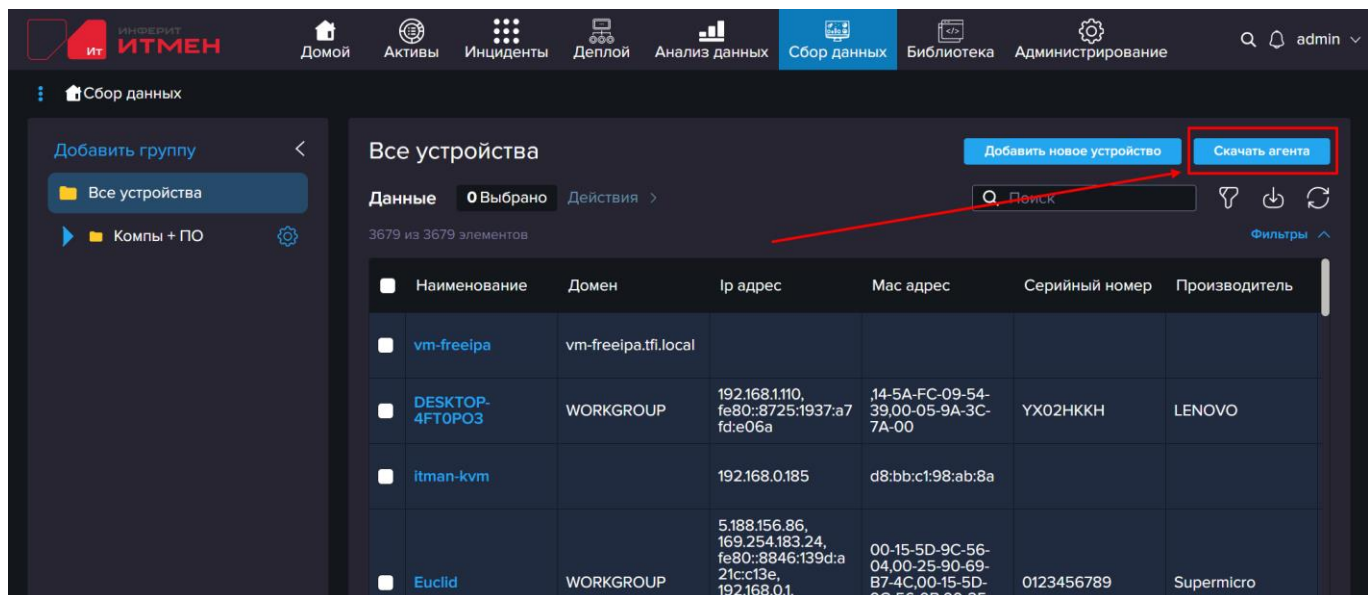 ИНФЕРИТ
ИТ ИТМЕН
Домой
Активы
Инциденты
Деплой
Анализ данных
Сбор данных
Библиотека
Администрирование
admin
Сбор данных
Добавить группу
Все устройства
Компы + ПО
Все устройства
Добавить новое устройство
Скачать агента
Данные
0 Выбрано
Действия >
Поиск
3679 из 3679 элементов
Фильтры
Наименование Домен Ip адрес Mac адрес Серийный номер Производитель
vm-freeipa
vm-freeipa.tfi.local
DESKTOP-
4FT0PO3
WORKGROUP
192.168.1.110,
fe80::8725:1937:a7
fd:e06a
,14-5A-FC-09-54-
39,00-05-9A-3C-
7A-00
YX02HKKH
LENOVO
itman-kvm
192.168.0.185
d8:bb:c1:98:ab:8a
Euclid
WORKGROUP
5.188.156.86,
169.254.183.24,
fe80::8846:139d:a
21c:c13e,
192.168.0.1,
00-15-5D-9C-56-
04,00-25-90-69-
B7-4C,00-15-5D-
0123456789
Supermicro